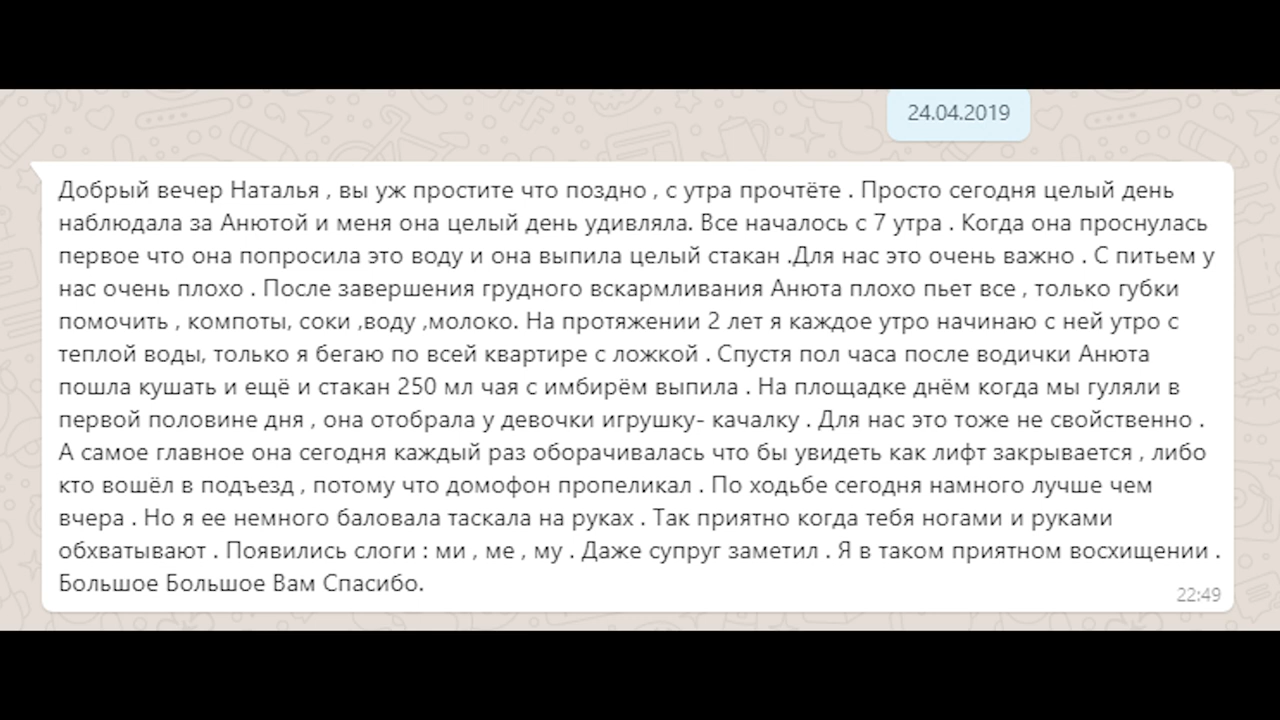 24.04.2019
Добрый вечер Наталья , вы уж простите что поздно , с утра прочтёте . Просто сегодня целый день
наблюдала за Анютой и меня она целый день удивляла. Все началось с 7 утра . Когда она проснулась
первое что она попросила это воду и она выпила целый стакан .Для нас это очень важно . С питьем у
нас очень плохо . После завершения грудного вскармливания Анюта плохо пьет все , только губки
помочить , компоты, соки ,воду ,молоко. На протяжении 2 лет я каждое утро начинаю с ней утро с
теплой воды, только я бегаю по всей квартире с ложкой . Спустя пол часа после водички Анюта
пошла кушать и ещё и стакан 250 мл чая с имбирём выпила . На площадке днём когда мы гуляли в
первой половине дня , она отобрала у девочки игрушку- качалку . Для нас это тоже не свойственно .
А самое главное она сегодня каждый раз оборачивалась что бы увидеть как лифт закрывается , либо
кто вошёл в подъезд , потому что домофон пропеликал . По ходьбе сегодня намного лучше чем
вчера . Но я ее немного баловала таскала на руках . Так приятно когда тебя ногами и руками
обхватывают . Появились слоги : ми , ме , му . Даже супруг заметил . Я в таком приятном восхищении .
Большое Большое Вам Спасибо.
22:49